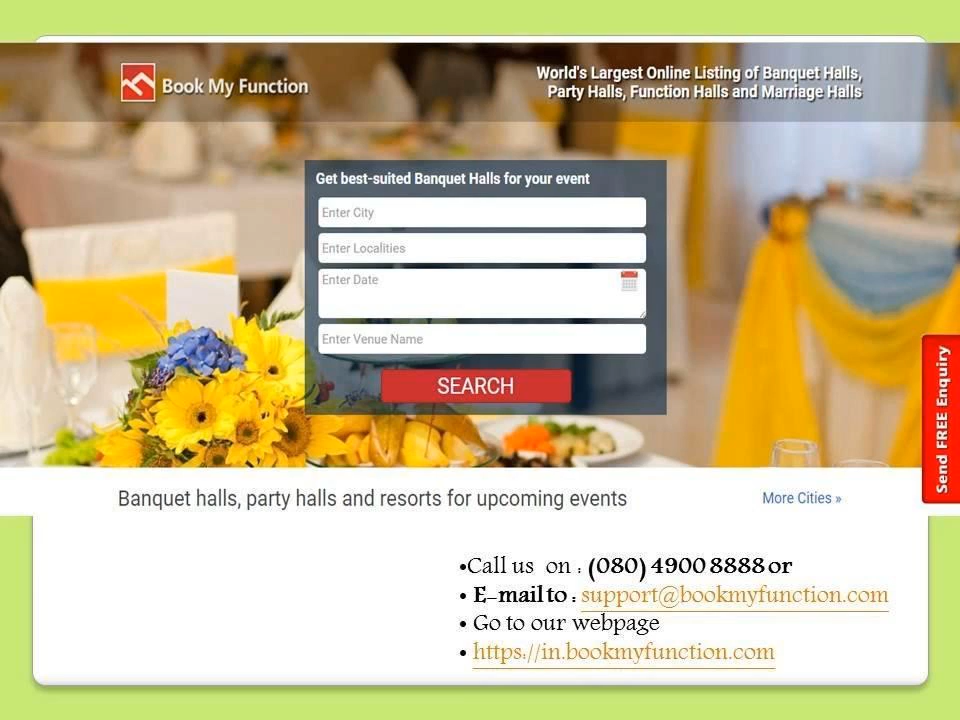 Book My Function
World's Largest Online Listing of Banquet Halls,
Party Halls, Function Halls and Marriage Halls
Get best-suited Banquet Halls for your event
Enter City
Enter Localities
Enter Date
Enter Venue Name
SEARCH
Send FREE Enquiry
Banquet halls, party halls and resorts for upcoming events
More Cities »
•Call us on : (080) 4900 8888 or
• E-mail to : support@bookmyfunction.com
• Go to our webpage
• https://in.bookmyfunction.com